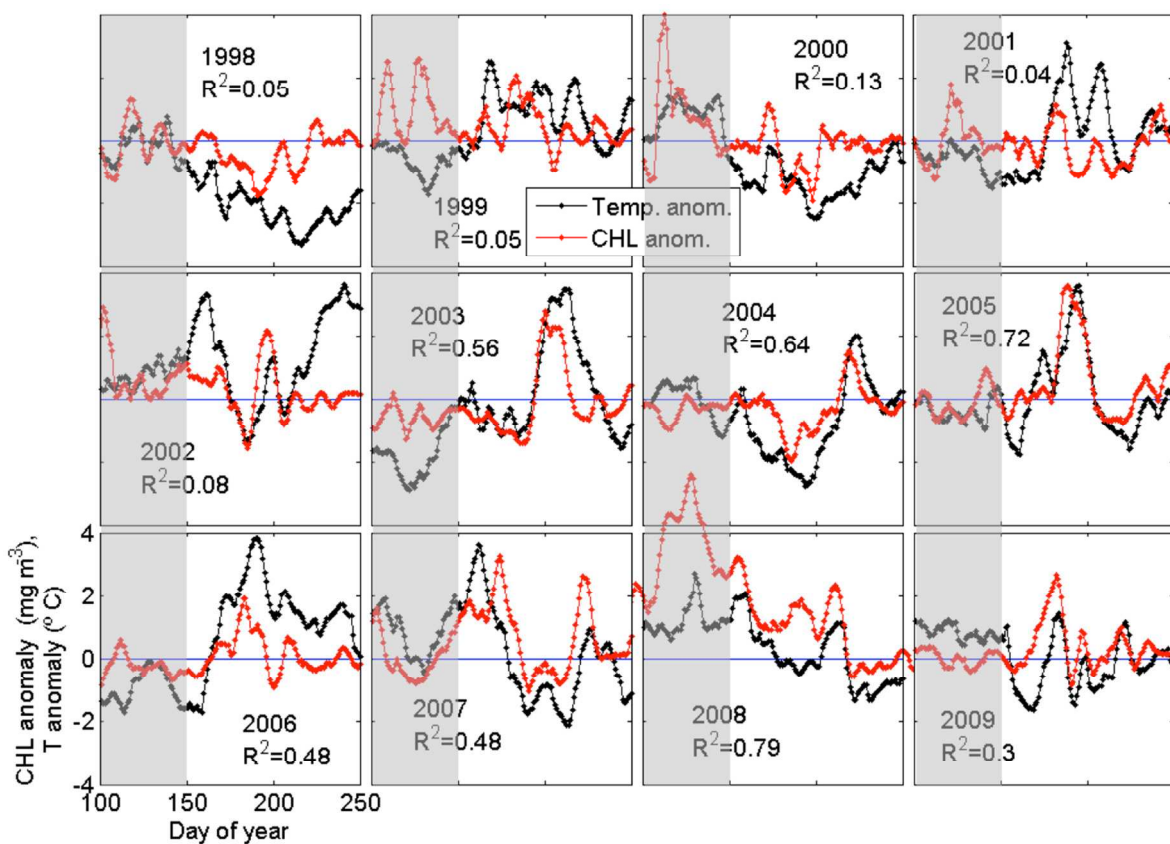 1998
R²=0.05
1999
R²=0.05
2000
R²=0.13
2001
R²=0.04
Temp. anom.
CHL anom.
2002
R²=0.08
2003
R²=0.56
2004
R²=0.64
2005
R²=0.72
2006
R²=0.48
2007
R²=0.48
2008
R²=0.79
2009
R²=0.3
CHL anomaly (mg m⁻³),
T anomaly (º C)
4
2
0
-2
-4
100 150 200 250
Day of year